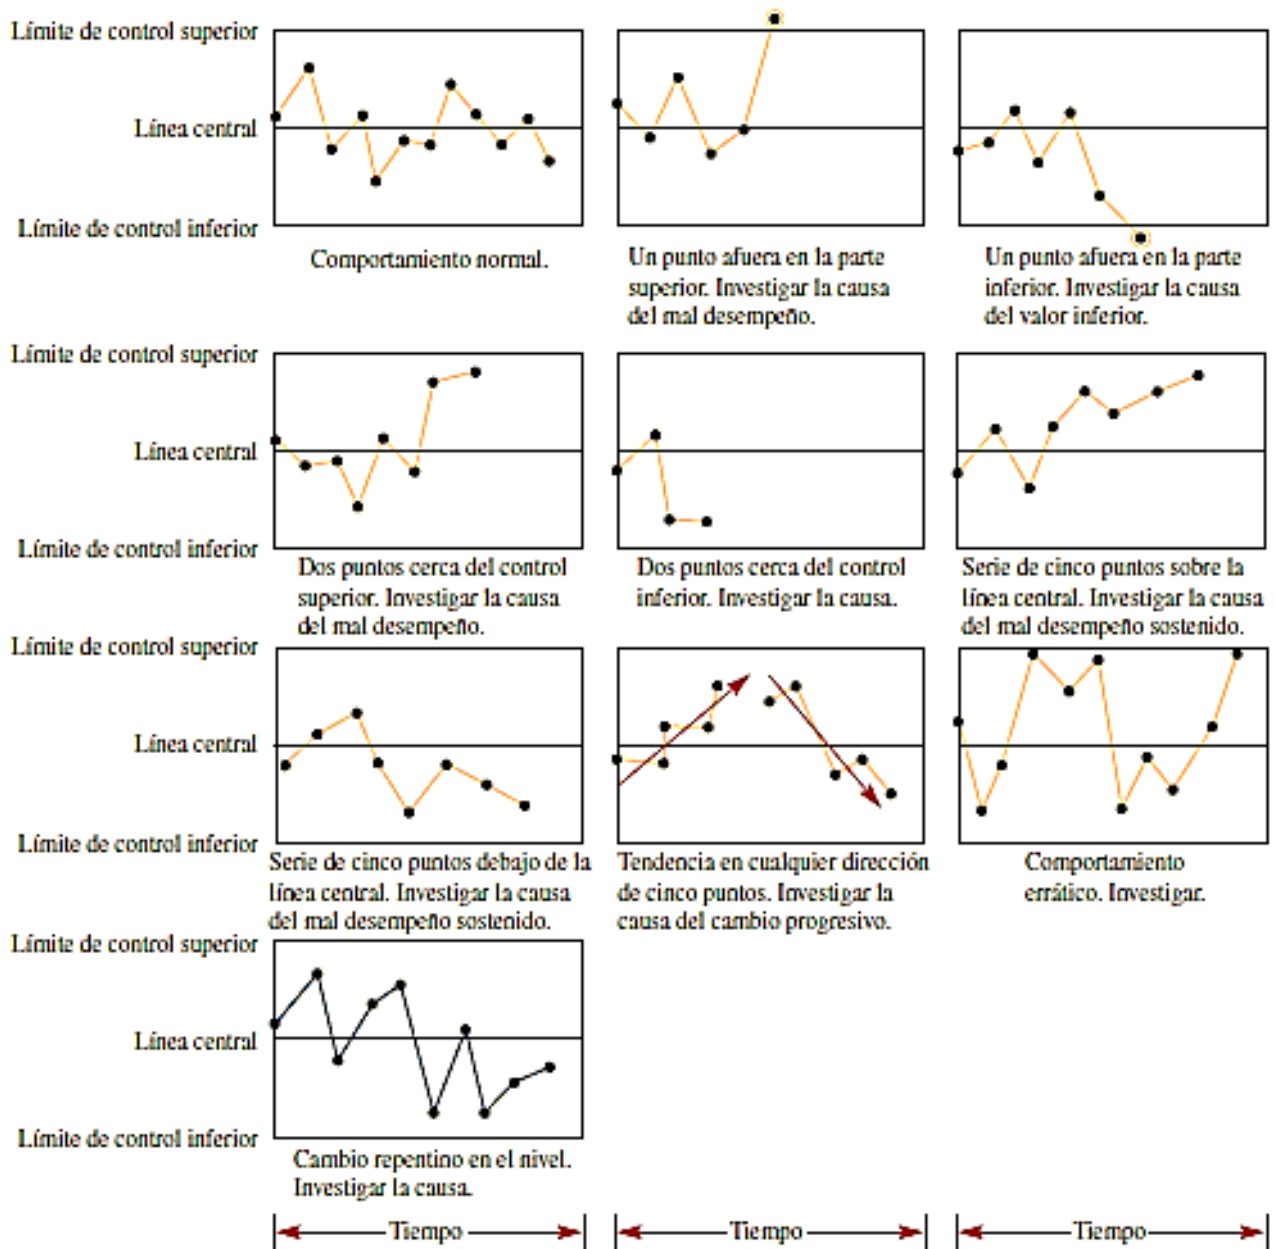 Límite de control superior
Línea central
Límite de control inferior
Comportamiento normal.
Un punto afuera en la parte
superior. Investigar la causa
del mal desempeño.
Un punto afuera en la parte
inferior. Investigar la causa
del valor inferior.
Límite de control superior
Línea central
Límite de control inferior
Dos puntos cerca del control
superior. Investigar la causa
del mal desempeño.
Dos puntos cerca del control
inferior. Investigar la causa.
Serie de cinco puntos sobre la
línea central. Investigar la causa
del mal desempeño sostenido.
Límite de control superior
Línea central
Límite de control inferior
Serie de cinco puntos debajo de la
línea central. Investigar la causa
del mal desempeño sostenido.
Tendencia en cualquier dirección
de cinco puntos. Investigar la
causa del cambio progresivo.
Comportamiento
errático. Investigar.
Límite de control superior
Línea central
Límite de control inferior
Cambio repentino en el nivel.
Investigar la causa.
Tiempo
Tiempo
Tiempo